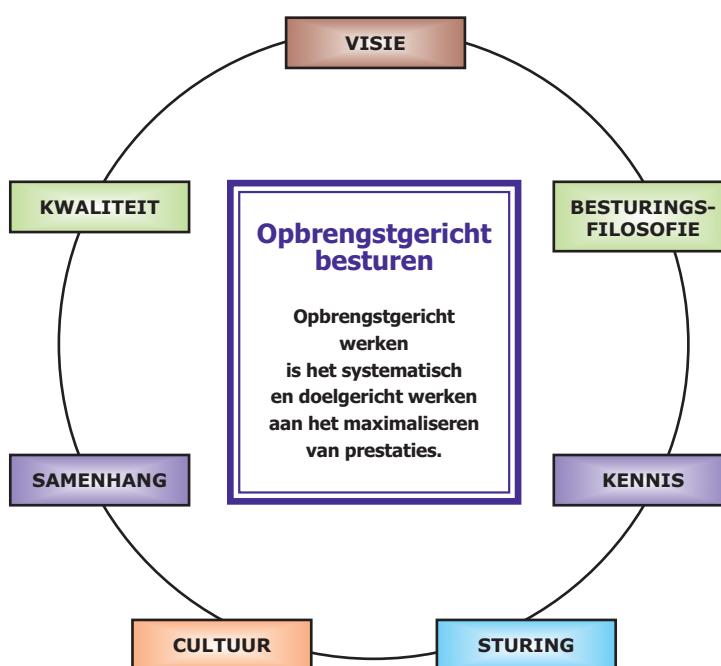 VISIE
KWALITEIT
BESTURINGS-
FILOSOFIE
Opbrengstgericht
besturen
Opbrengstgericht
werken
is het systematisch
en doelgericht werken
aan het maximaliseren
van prestaties.
SAMENHANG
KENNIS
CULTUUR
STURING